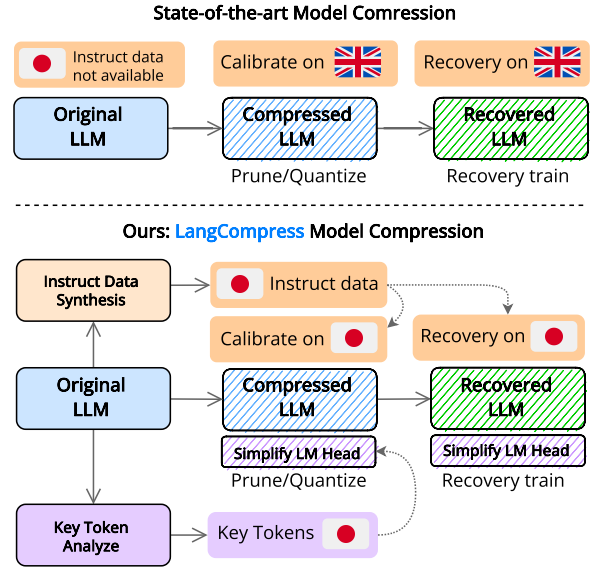 State-of-the-art Model Comression
Instruct data
not available
Calibrate on
Recovery on
Original
LLM
Compressed
LLM
Recovered
LLM
Prune/Quantize
Recovery train
Ours: LangCompress Model Compression
Instruct Data
Synthesis
Instruct data
Calibrate on
Recovery on
Original
LLM
Compressed
LLM
Recovered
LLM
Simplify LM Head
Simplify LM Head
Prune/Quantize
Recovery train
Key Token
Analyze
Key Tokens